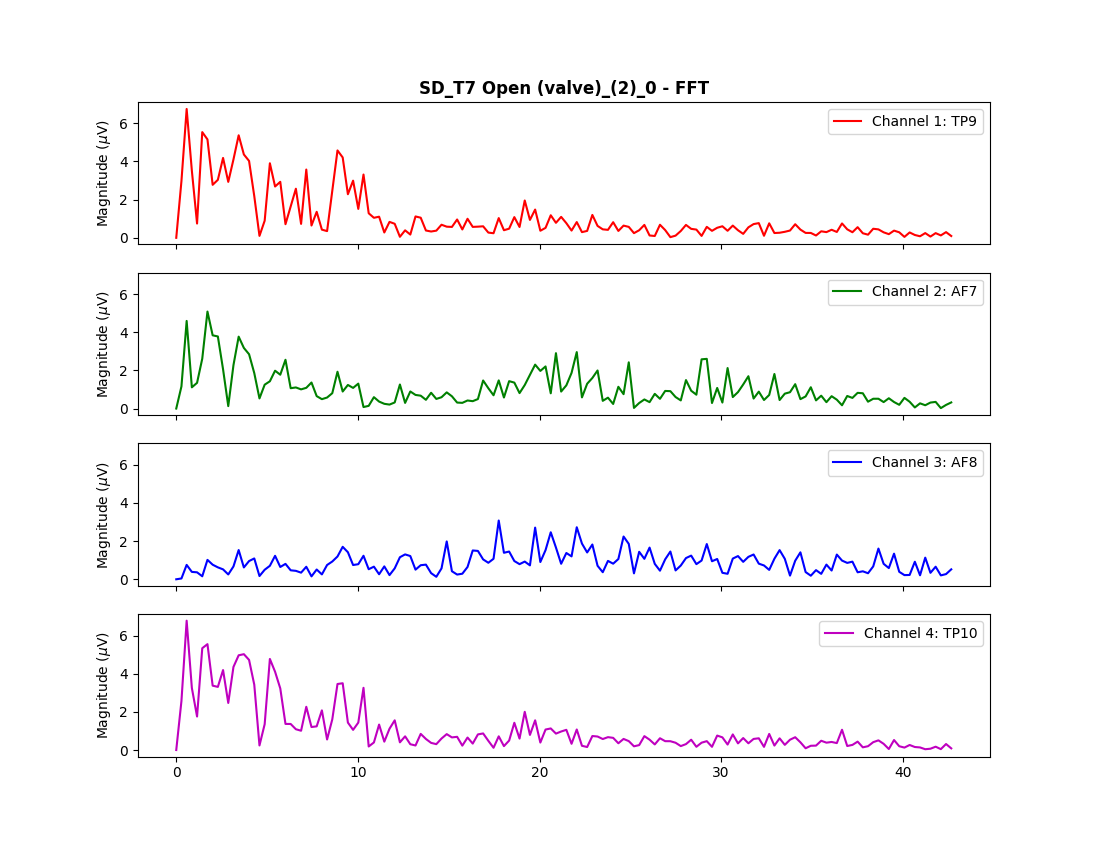 SD_T7 Open (valve)_(2)_0 - FFT
Magnitude (μV)
6
4
2
0
Channel 1: TP9
Magnitude (μV)
6
4
2
0
Channel 2: AF7
Magnitude (μV)
6
4
2
0
Channel 3: AF8
Magnitude (μV)
6
4
2
0
Channel 4: TP10
0 10 20 30 40